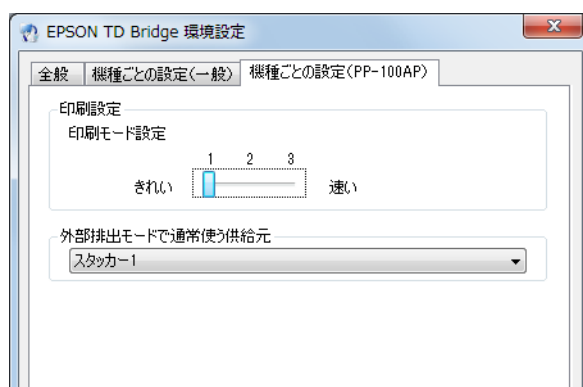 EPSON TD Bridge 環境設定
全般 機種ごとの設定(一般) 機種ごとの設定(PP-100AP)
印刷設定
印刷モード設定
1 2 3
きれい 速い
外部排出モードで通常使う供給元
スタッカー1